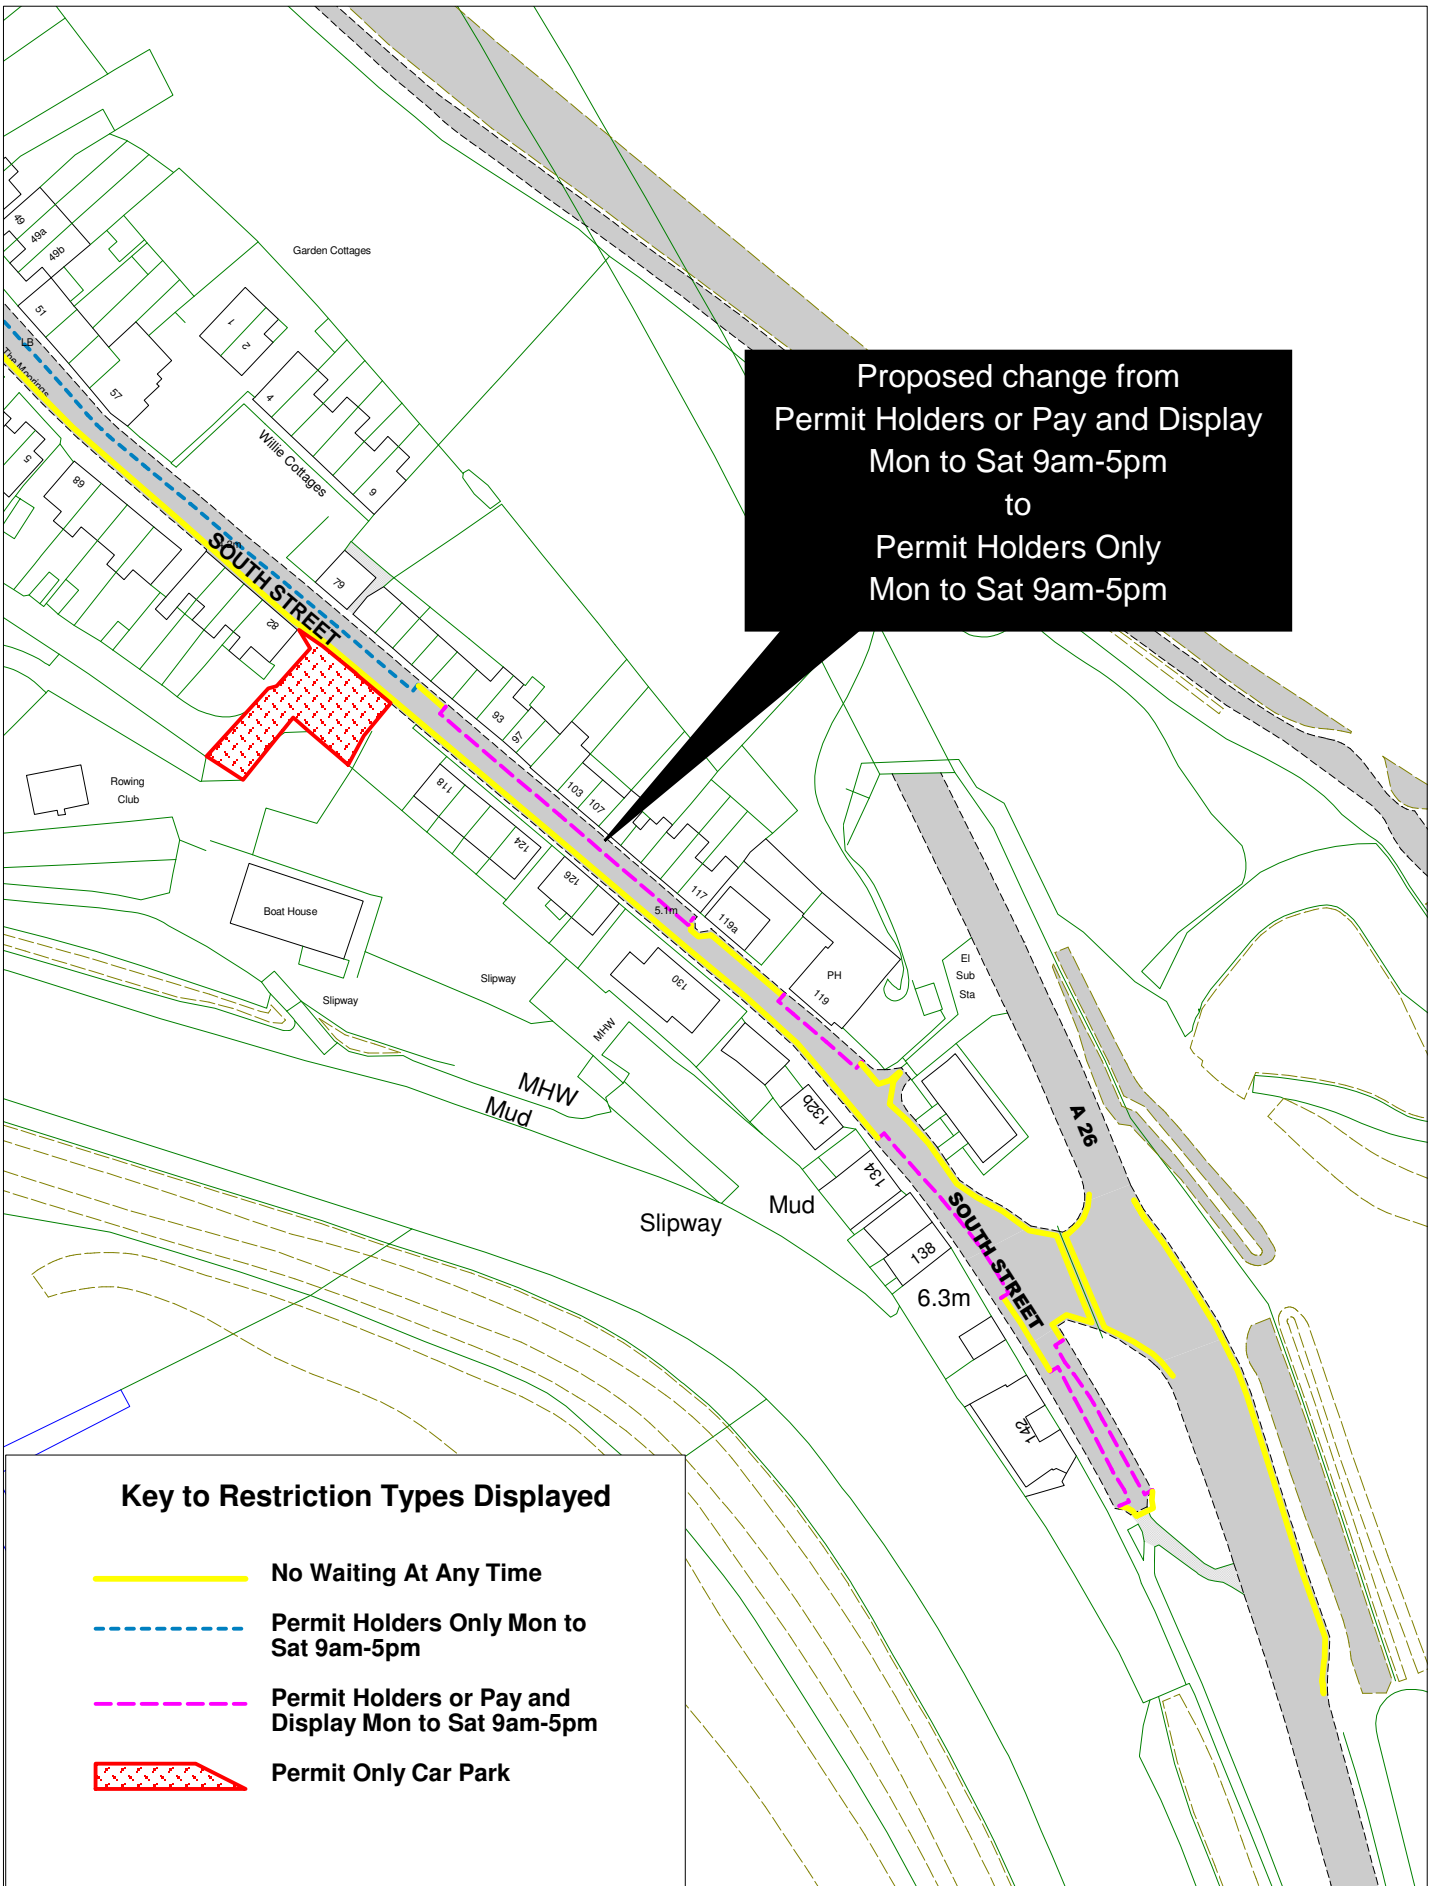 49
49a
49b
51
LB
The Moorings
57
Garden Cottages
1
2
4
Willie Cottages
9
5
68
SOUTH STREET
79
82
Proposed change from
Permit Holders or Pay and Display
Mon to Sat 9am-5pm
to
Permit Holders Only
Mon to Sat 9am-5pm
93
97
103
107
118
124
126
117
119a
5.1m
Rowing
Club
Boat House
Slipway
Slipway
130
PH
119
El
Sub
Sta
MHW
MHW
Mud
132b
A 26
134
Mud
Slipway
SOUTH STREET
138
6.3m
142
Key to Restriction Types Displayed
No Waiting At Any Time
Permit Holders Only Mon to
Sat 9am-5pm
Permit Holders or Pay and
Display Mon to Sat 9am-5pm
Permit Only Car Park